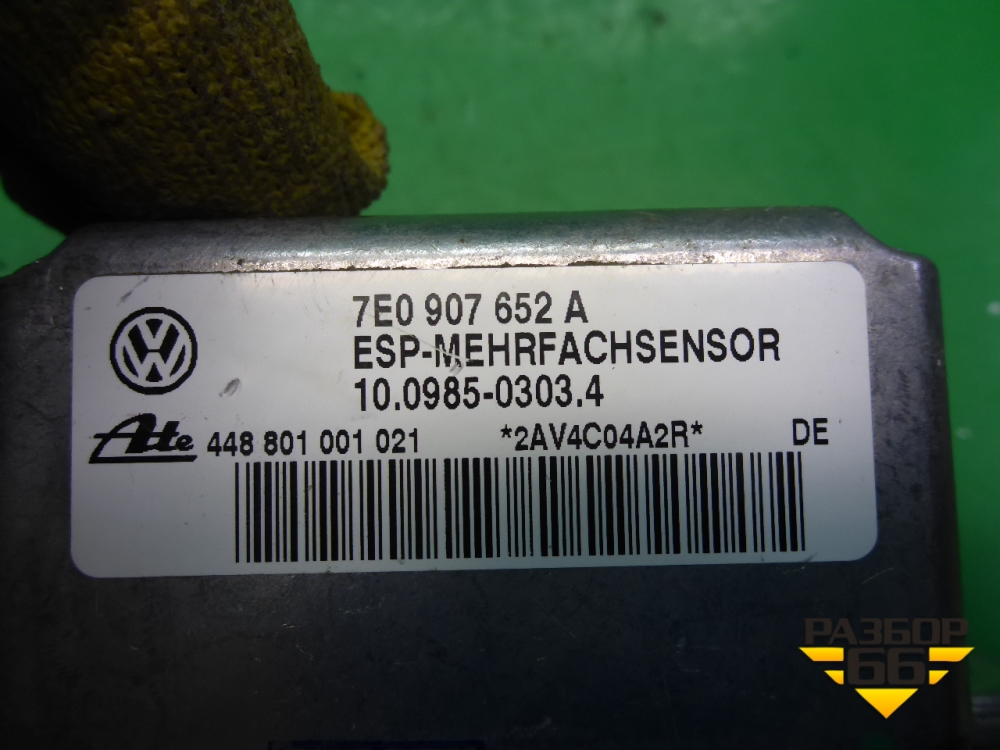 7E0 907 652 A
ESP-MEHRFACHSENSOR
10.0985-0303.4
Ate 448 801 001 021 *2AV4C04A2R* DE
РАЗБОР
66